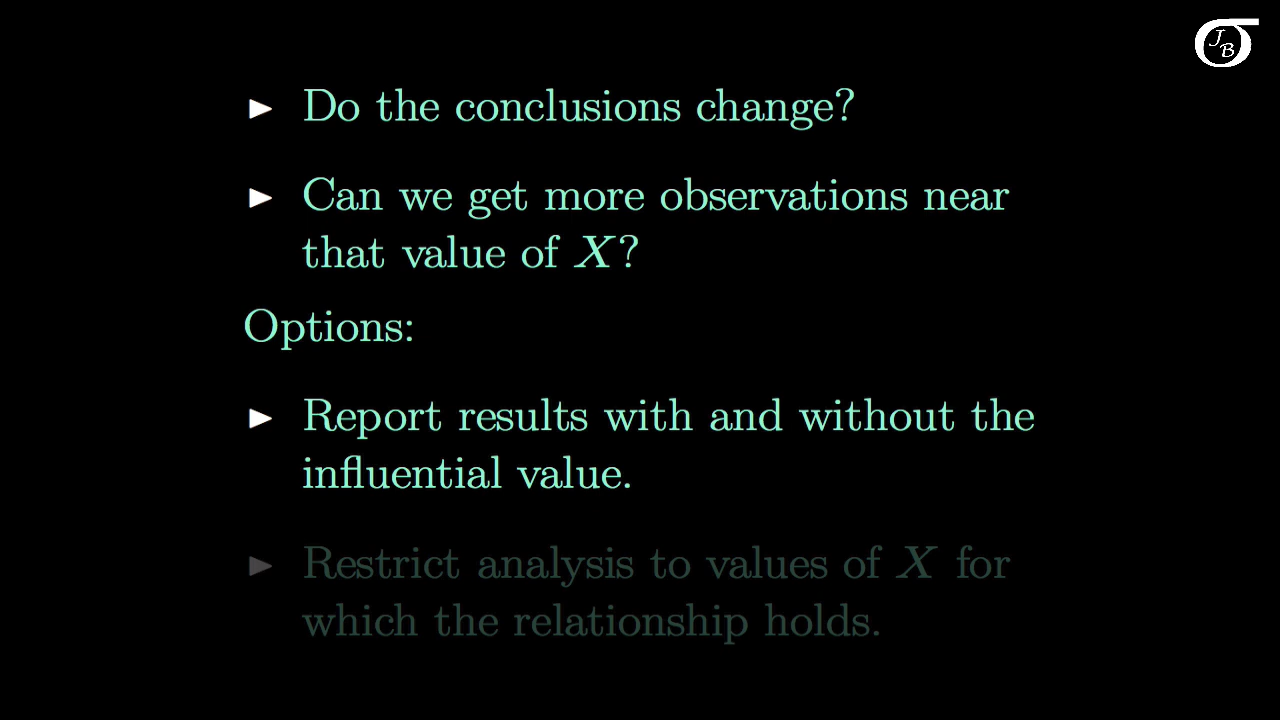 JB
▶ Do the conclusions change?
▶ Can we get more observations near
that value of X?
Options:
▶ Report results with and without the
influential value.
▶ Restrict analysis to values of X for
which the relationship holds.